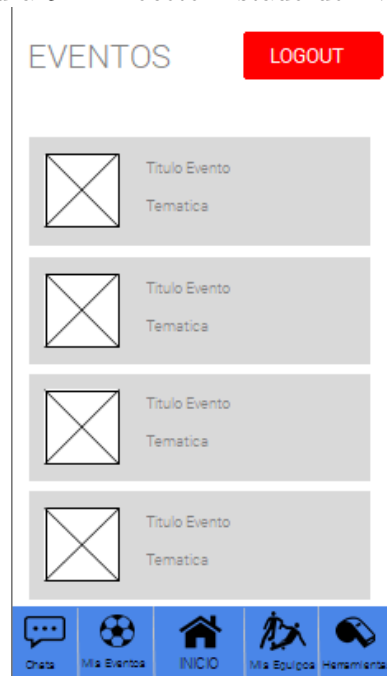 EVENTOS
LOGOUT
Titulo Evento
Tematica
Titulo Evento
Tematica
Titulo Evento
Tematica
Titulo Evento
Tematica
Chats
Mis Eventos
INICIO
Mis Equipos
Herramienta